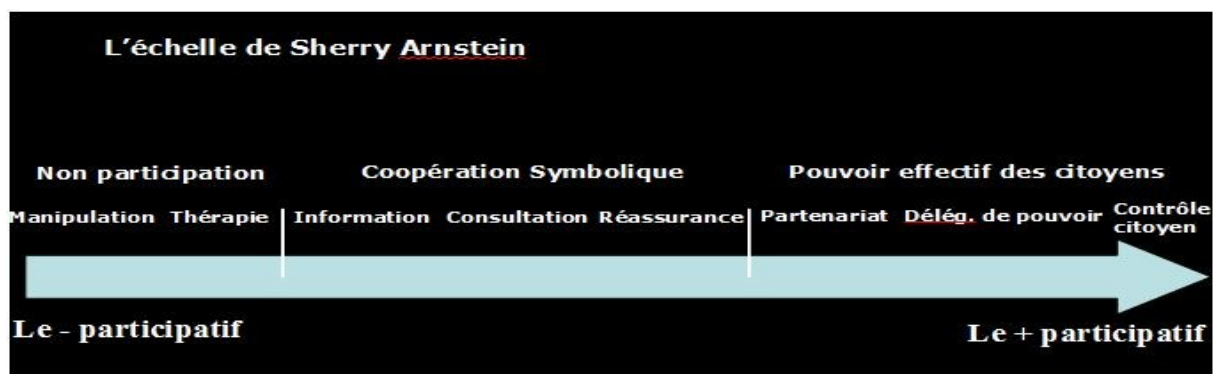 L'échelle de Sherry Arnstein
Non participation Coopération Symbolique Pouvoir effectif des citoyens
Manipulation Thérapie Information Consultation Réassurance Partenariat Délég. de pouvoir Contrôle citoyen
Le - participatif Le + participatif